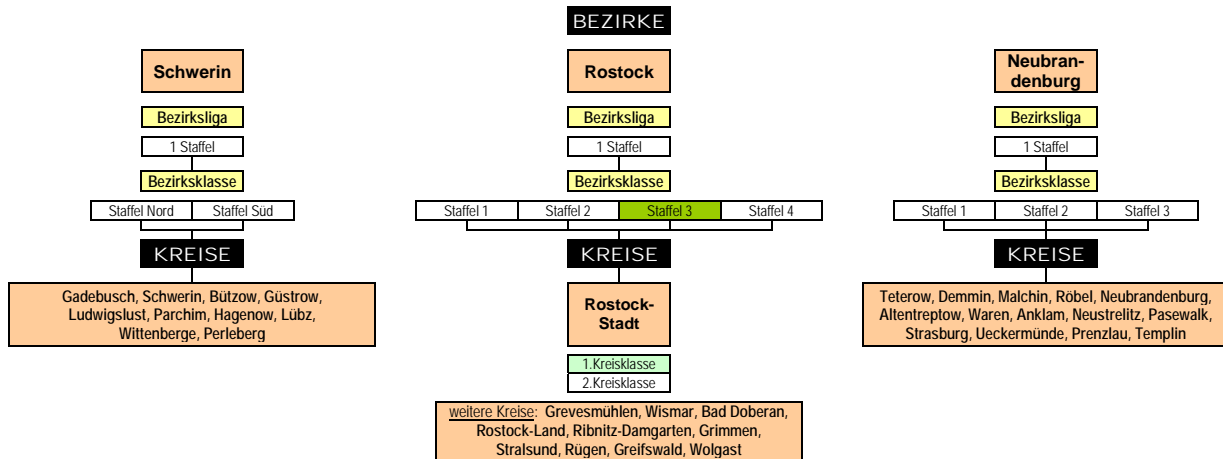 BEZIRKE
Schwerin
Bezirksliga
1 Staffel
Bezirksklasse
Staffel Nord
Staffel Süd
KREISE
Gadebusch, Schwerin, Bützow, Güstrow,
Ludwigslust, Parchim, Hagenow, Lübz,
Wittenberge, Perleberg
Rostock
Bezirksliga
1 Staffel
Bezirksklasse
Staffel 1
Staffel 2
Staffel 3
Staffel 4
KREISE
Rostock-
Stadt
1.Kreisklasse
2.Kreisklasse
weitere Kreise: Grevesmühlen, Wismar, Bad Doberan,
Rostock-Land, Ribnitz-Damgarten, Grimmen,
Stralsund, Rügen, Greifswald, Wolgast
Neubran-
denburg
Bezirksliga
1 Staffel
Bezirksklasse
Staffel 1
Staffel 2
Staffel 3
KREISE
Teterow, Demmin, Malchin, Röbel, Neubrandenburg,
Altentreptow, Waren, Anklam, Neustrelitz, Pasewalk,
Strasburg, Ueckermünde, Prenzlau, Templin